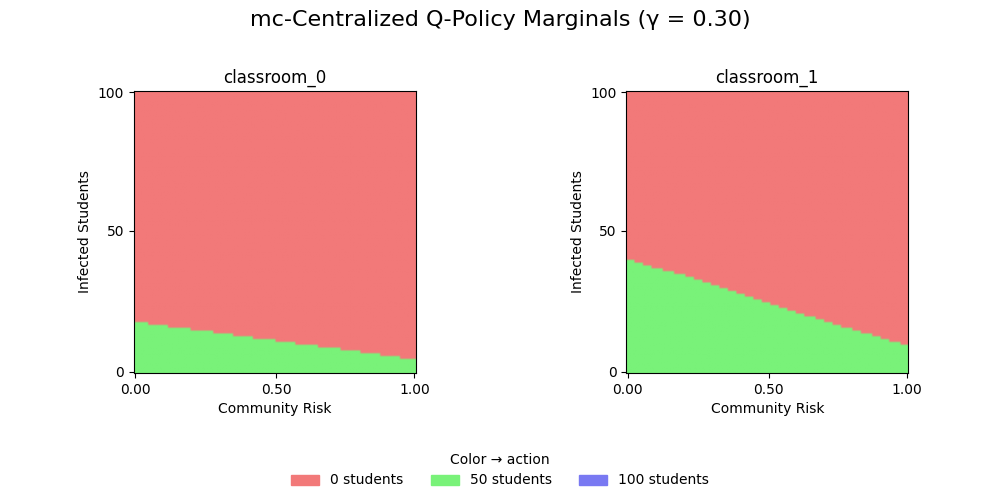 mc-Centralized Q-Policy Marginals (γ = 0.30)
classroom_0
100
50
0
Infected Students
0.00 0.50 1.00
Community Risk
classroom_1
100
50
0
Infected Students
0.00 0.50 1.00
Community Risk
Color → action
0 students 50 students 100 students